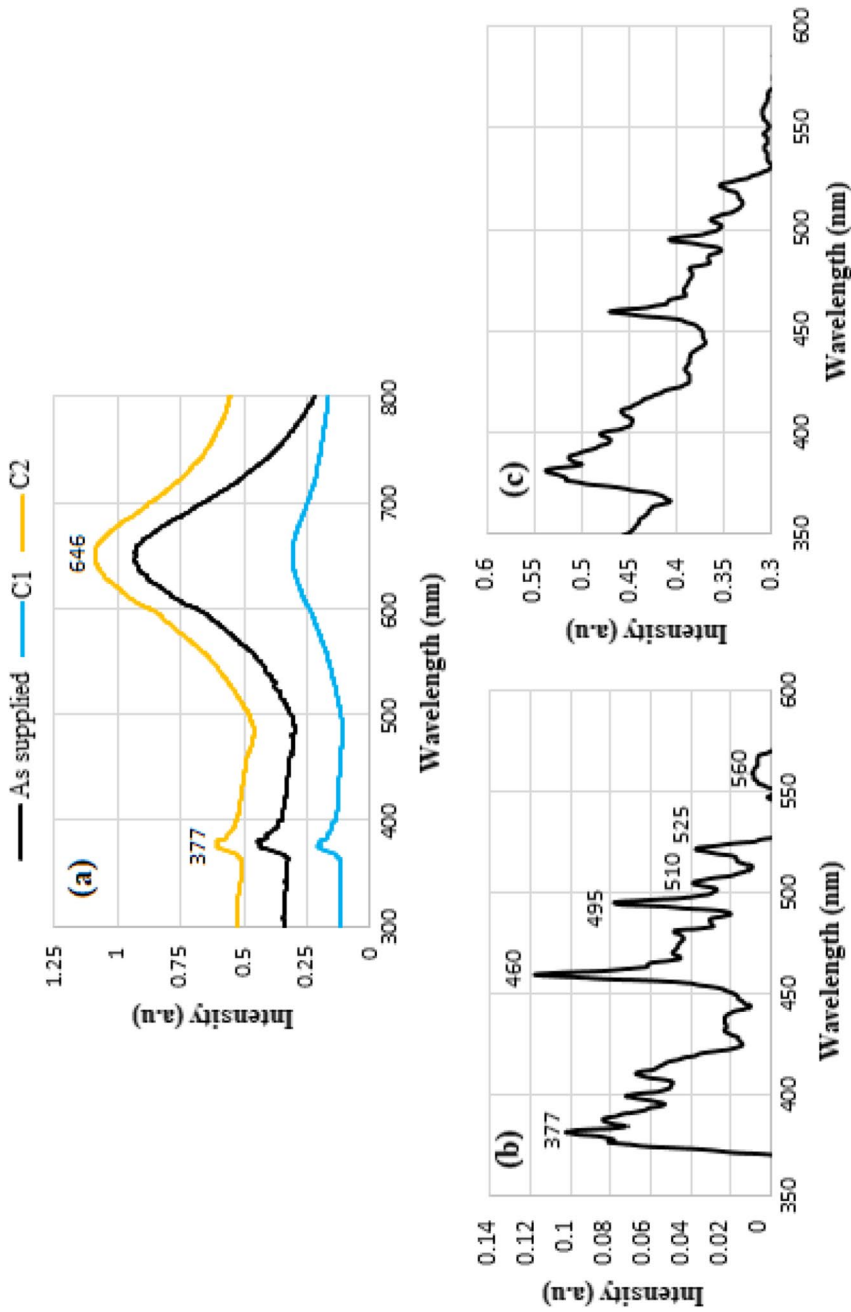 As supplied C1 C2
(a)
1.25
1
0.75
0.5
0.25
0
Intensity (a.u)
377
646
300 400 500 600 700 800
Wavelength (nm)
(b)
0.14
0.12
0.1
0.08
0.06
0.04
0.02
0
Intensity (a.u)
377
460
495
510
525
560
350 400 450 500 550 600
Wavelength (nm)
(c)
0.6
0.55
0.5
0.45
0.4
0.35
0.3
Intensity (a.u)
350 400 450 500 550 600
Wavelength (nm)